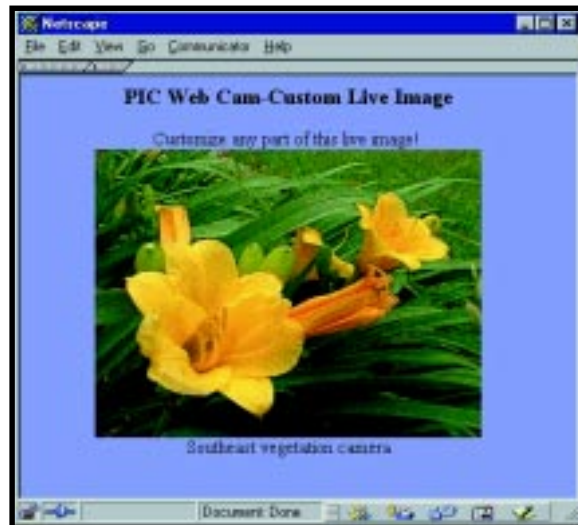 Netscape
File Edit View Go Communicator Help
PIC Web Cam-Custom Live Image
Customize any part of this live image!
Southeast vegetation camera
Document: Done